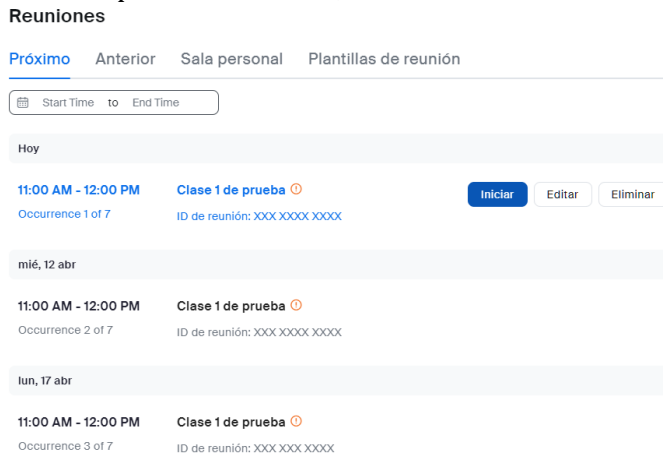 Reuniones
Próximo Anterior Sala personal Plantillas de reunión
Start Time to End Time
Hoy
11:00 AM - 12:00 PM Clase 1 de prueba Iniciar Editar Eliminar
Occurrence 1 of 7 ID de reunión: XXX XXXX XXXX
mié, 12 abr
11:00 AM - 12:00 PM Clase 1 de prueba
Occurrence 2 of 7 ID de reunión: XXX XXXX XXXX
lun, 17 abr
11:00 AM - 12:00 PM Clase 1 de prueba
Occurrence 3 of 7 ID de reunión: XXX XXX XXXX